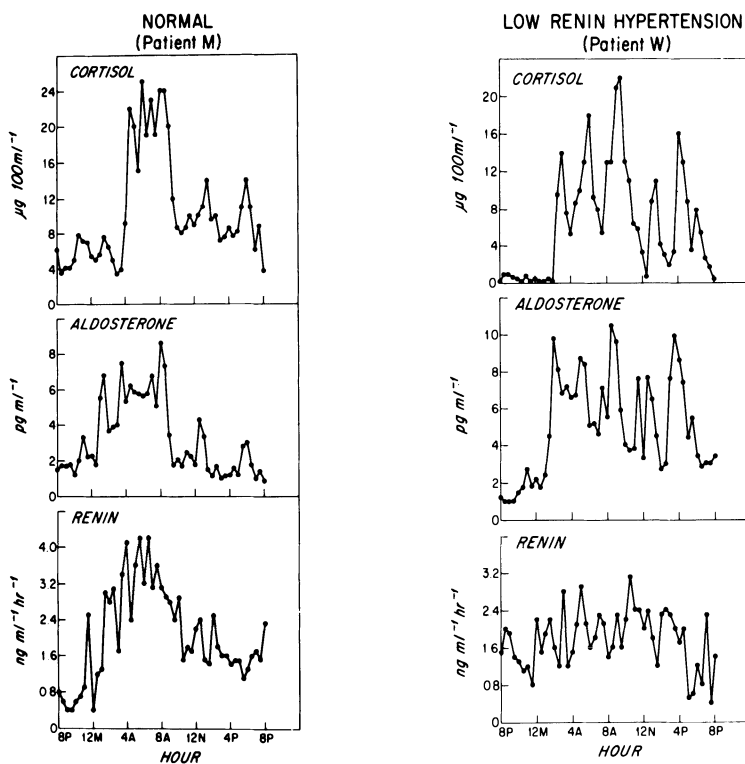 NORMAL
(Patient M)
CORTISOL
24
20
16
12
8
4
0
μg 100ml⁻¹
ALDOSTERONE
8
6
4
2
0
pg ml⁻¹
RENIN
4.0
3.2
2.4
1.6
0.8
0
ng ml⁻¹ hr⁻¹
8P 12M 4A 8A 12N 4P 8P
HOUR
LOW RENIN HYPERTENSION
(Patient W)
CORTISOL
20
16
12
8
4
0
μg 100ml⁻¹
ALDOSTERONE
10
8
6
4
2
0
pg ml⁻¹
RENIN
3.2
2.4
1.6
0.8
0
ng ml⁻¹ hr⁻¹
8P 12M 4A 8A 12N 4P 8P
HOUR